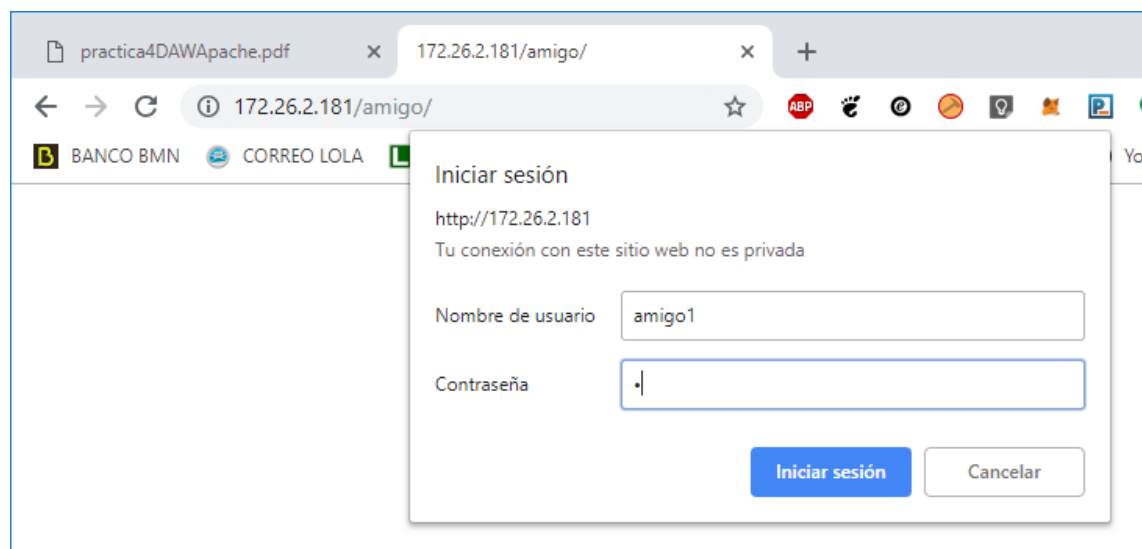 practica4DAWApache.pdf
172.26.2.181/amigo/
172.26.2.181/amigo/
ABP
P
B BANCO BMN
CORREO LOLA
L
Yo
Iniciar sesión
http://172.26.2.181
Tu conexión con este sitio web no es privada
Nombre de usuario
amigo1
Contraseña
•
Iniciar sesión
Cancelar